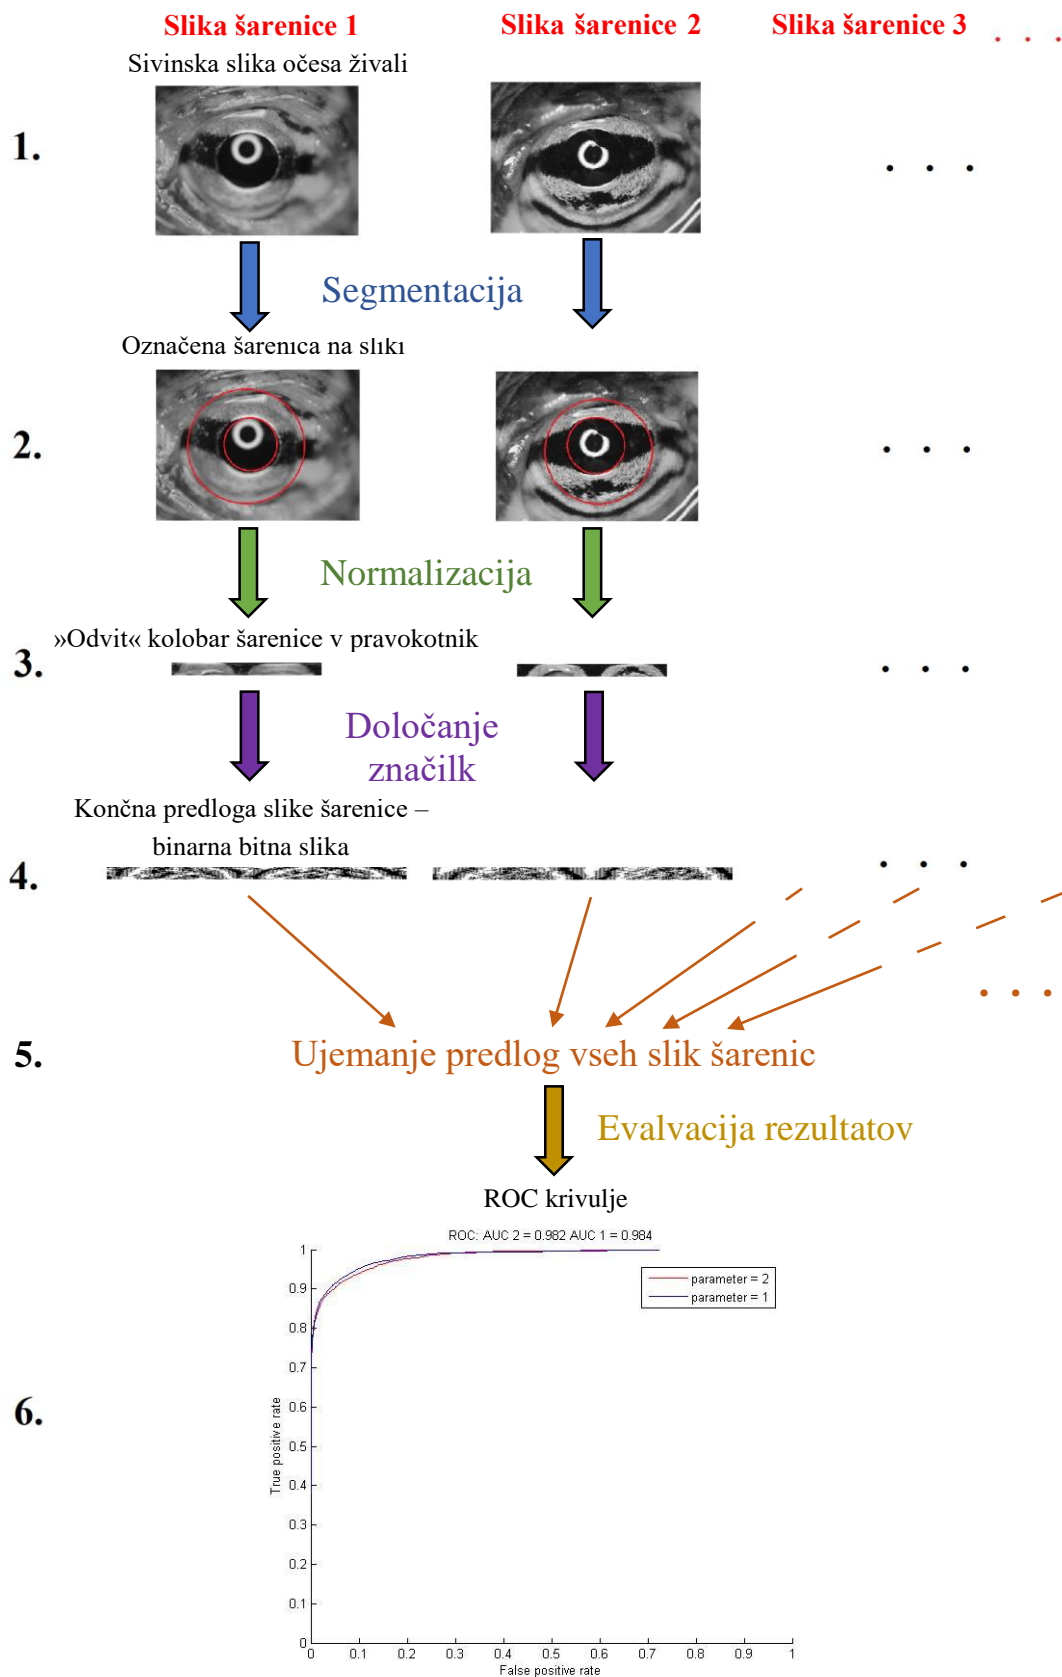 Slika šarenice 1
Slika šarenice 2
Slika šarenice 3 . . .
Sivinska slika očesa živali
1.
. . .
Segmentacija
Označena šarenica na sliki
2.
. . .
Normalizacija
»Odvit« kolobar šarenice v pravokotnik
3.
. . .
Določanje
značilk
Končna predloga slike šarenice –
binarna bitna slika
4.
. . .
. . .
5.
Ujemanje predlog vseh slik šarenic
Evalvacija rezultatov
ROC krivulje
6.
ROC: AUC 2 = 0.982 AUC 1 = 0.984
parameter = 2
parameter = 1
True positive rate
1
0.9
0.8
0.7
0.6
0.5
0.4
0.3
0.2
0.1
0
0 0.1 0.2 0.3 0.4 0.5 0.6 0.7 0.8 0.9 1
False positive rate